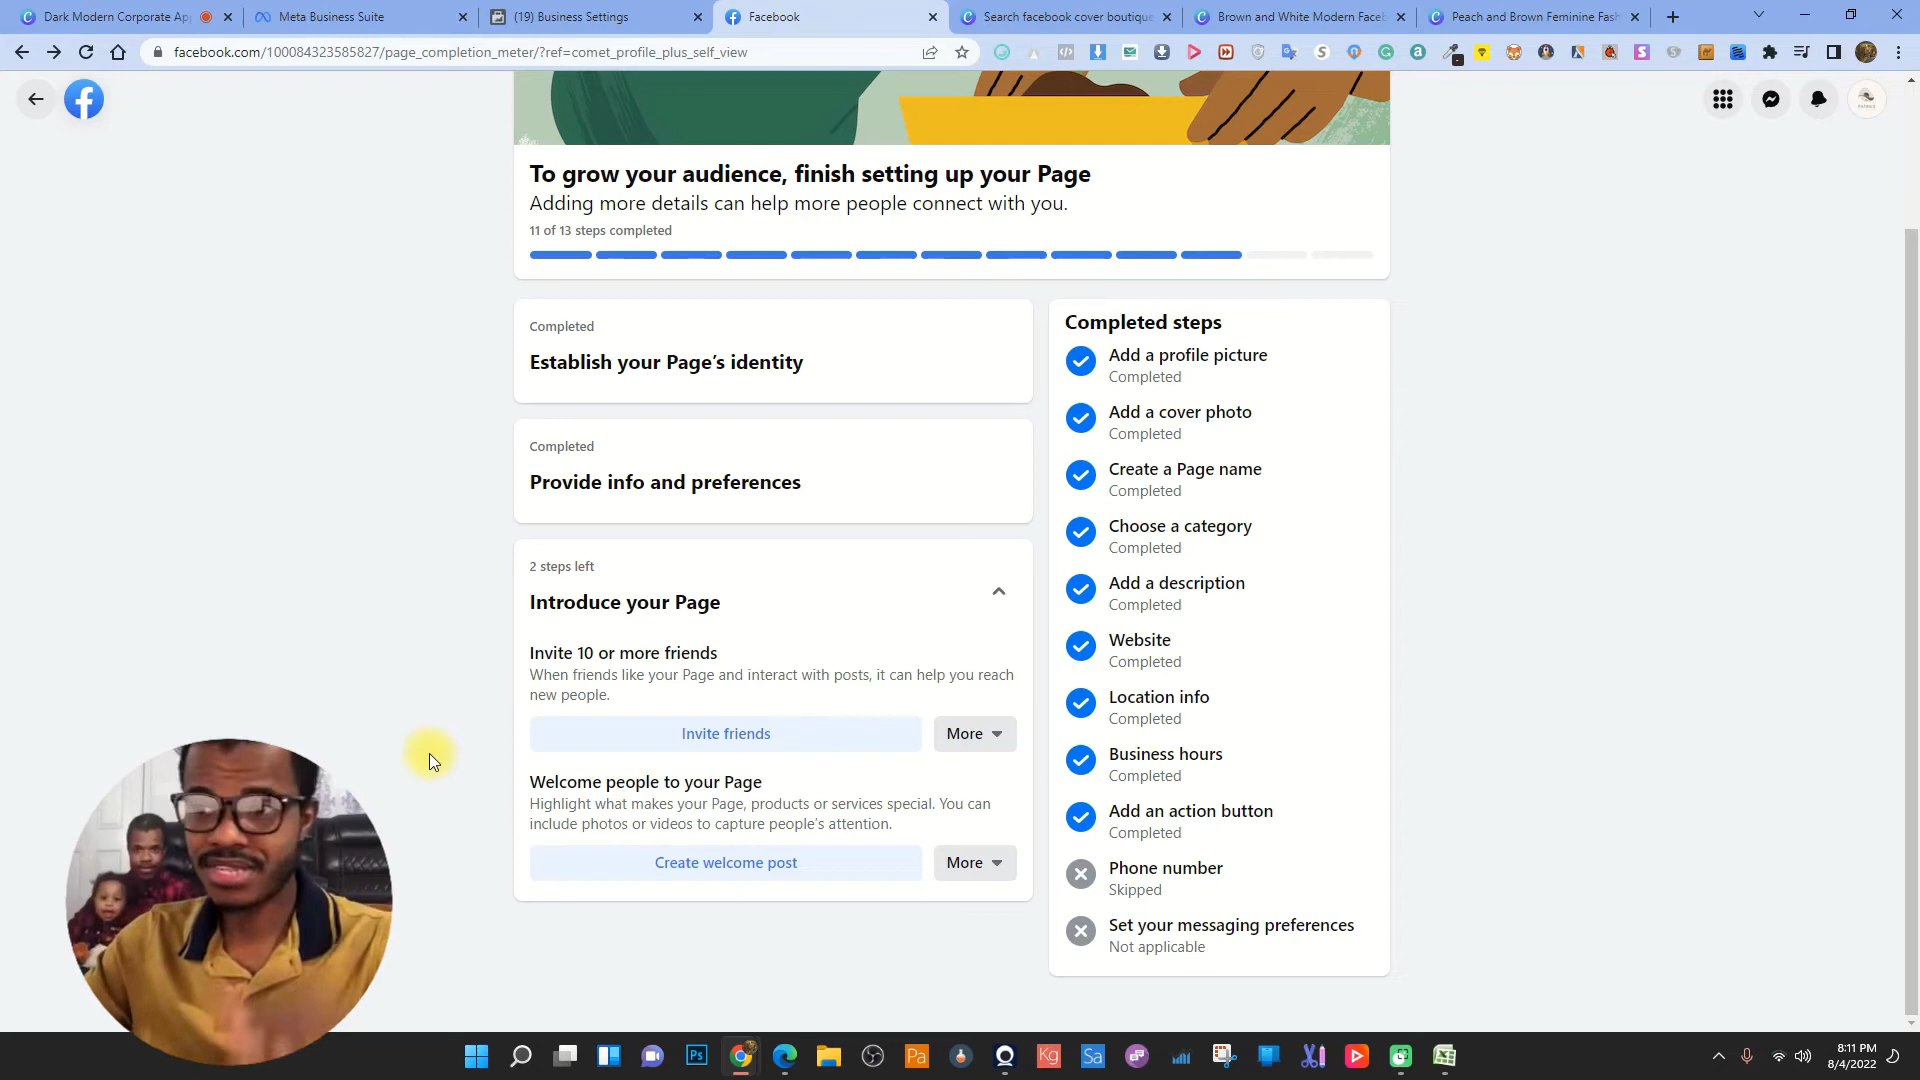 Dark Modern Corporate Ap
Meta Business Suite
(19) Business Settings
Facebook
Search facebook cover boutique
Brown and White Modern Faceb
Peach and Brown Feminine Fash
facebook.com/100084323585827/page_completion_meter/?ref=comet_profile_plus_self_view
To grow your audience, finish setting up your Page
Adding more details can help more people connect with you.
11 of 13 steps completed
Completed
Establish your Page's identity
Completed
Provide info and preferences
2 steps left
Introduce your Page
Invite 10 or more friends
When friends like your Page and interact with posts, it can help you reach
new people.
Invite friends
More
Welcome people to your Page
Highlight what makes your Page, products or services special. You can
include photos or videos to capture people's attention.
Create welcome post
More
Completed steps
Add a profile picture
Completed
Add a cover photo
Completed
Create a Page name
Completed
Choose a category
Completed
Add a description
Completed
Website
Completed
Location info
Completed
Business hours
Completed
Add an action button
Completed
Phone number
Skipped
Set your messaging preferences
Not applicable
Ps
Pa
Kg
Sa
8:11 PM
8/4/2022